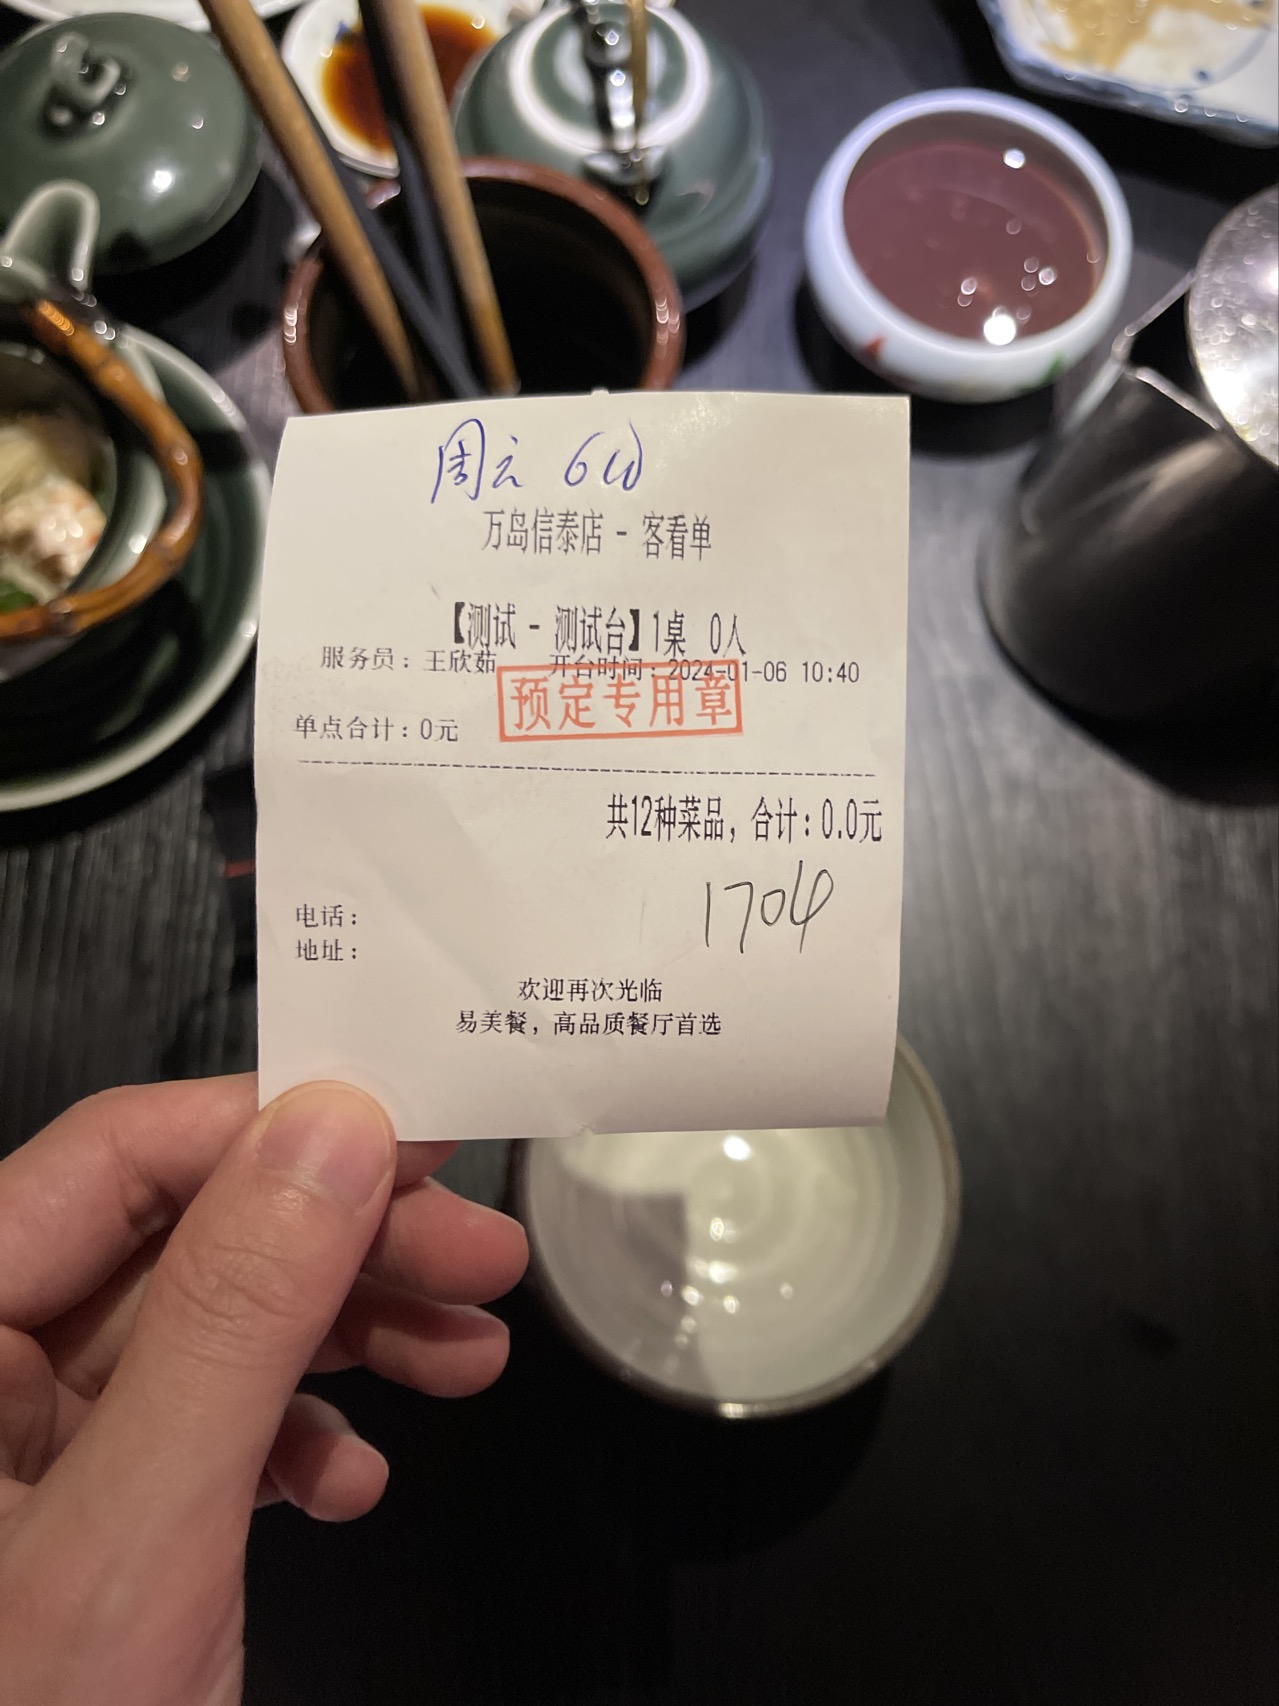 周云 6位
万岛信泰店 - 客看单
【测试 - 测试台】1桌 0人
服务员：王欣茹 开台时间：2024-01-06 10:40
预定专用章
单点合计：0元
共12种菜品，合计：0.0元
1704
电话：
地址：
欢迎再次光临
易美餐，高品质餐厅首选